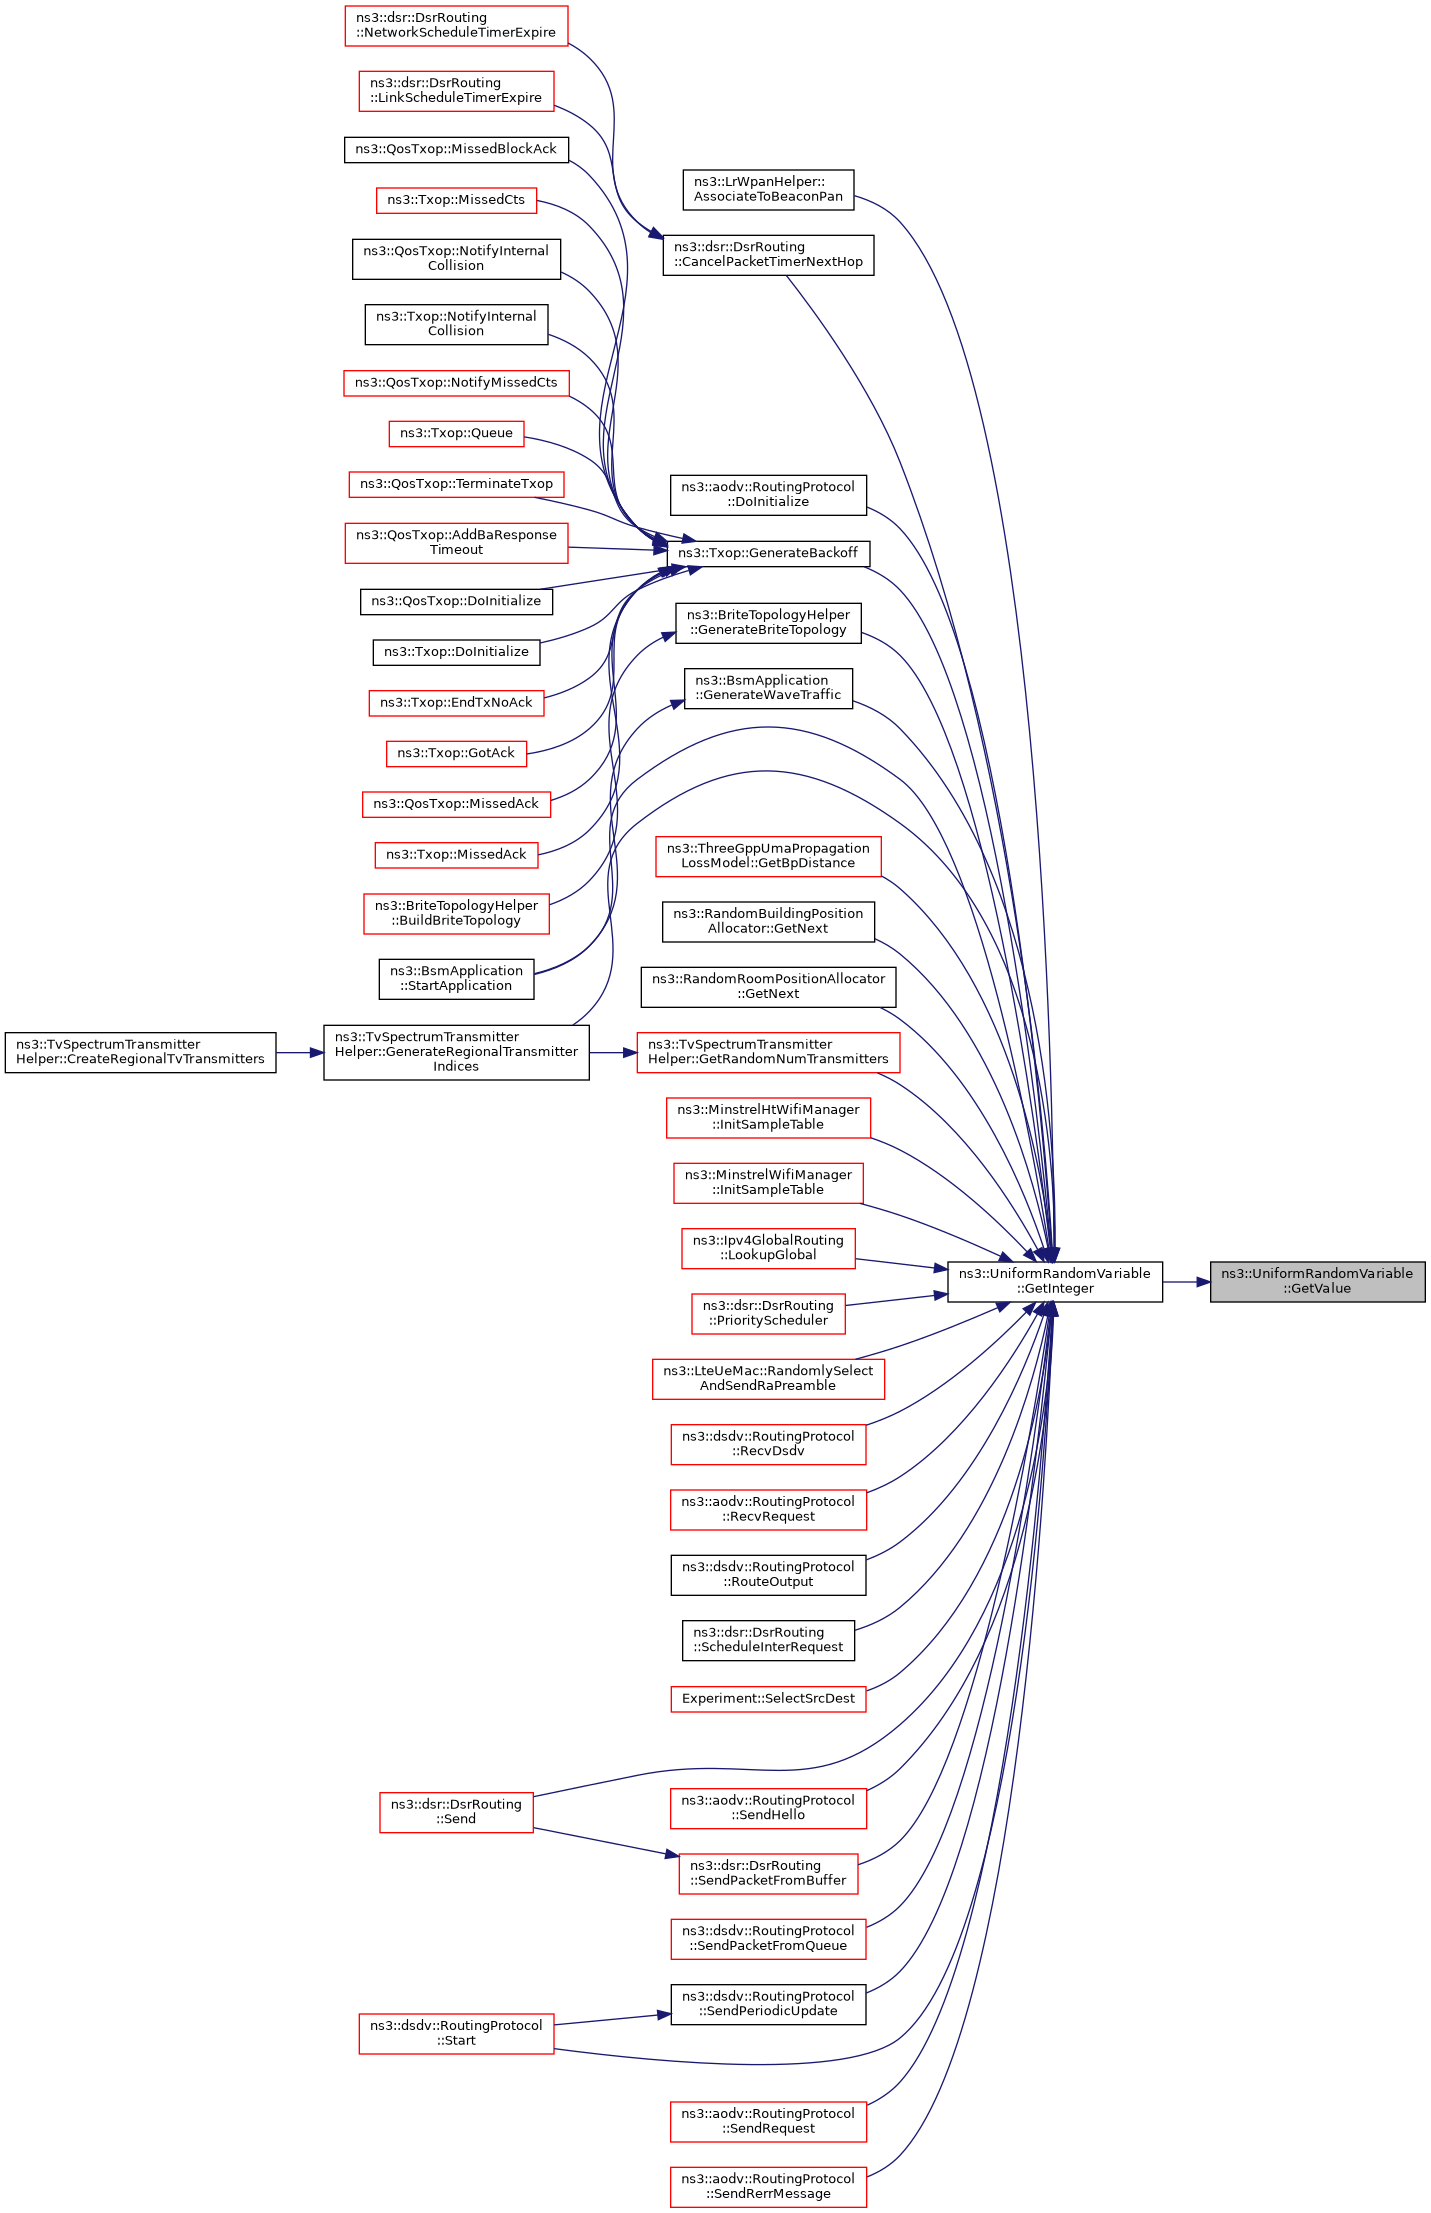 ns3::dsr::DsrRouting
::NetworkScheduleTimerExpire
ns3::dsr::DsrRouting
::LinkScheduleTimerExpire
ns3::QosTxop::MissedBlockAck
ns3::Txop::MissedCts
ns3::QosTxop::NotifyInternal
Collision
ns3::Txop::NotifyInternal
Collision
ns3::QosTxop::NotifyMissedCts
ns3::Txop::Queue
ns3::QosTxop::TerminateTxop
ns3::QosTxop::AddBaResponse
Timeout
ns3::QosTxop::DoInitialize
ns3::Txop::DoInitialize
ns3::Txop::EndTxNoAck
ns3::Txop::GotAck
ns3::QosTxop::MissedAck
ns3::Txop::MissedAck
ns3::BriteTopologyHelper
::BuildBriteTopology
ns3::BsmApplication
::StartApplication
ns3::TvSpectrumTransmitter
Helper::CreateRegionalTvTransmitters
ns3::TvSpectrumTransmitter
Helper::GenerateRegionalTransmitter
Indices
ns3::dsr::DsrRouting
::Send
ns3::dsdv::RoutingProtocol
::Start
ns3::LrWpanHelper::
AssociateToBeaconPan
ns3::dsr::DsrRouting
::CancelPacketTimerNextHop
ns3::aodv::RoutingProtocol
::DoInitialize
ns3::Txop::GenerateBackoff
ns3::BriteTopologyHelper
::GenerateBriteTopology
ns3::BsmApplication
::GenerateWaveTraffic
ns3::ThreeGppUmaPropagation
LossModel::GetBpDistance
ns3::RandomBuildingPosition
Allocator::GetNext
ns3::RandomRoomPositionAllocator
::GetNext
ns3::TvSpectrumTransmitter
Helper::GetRandomNumTransmitters
ns3::MinstrelHtWifiManager
::InitSampleTable
ns3::MinstrelWifiManager
::InitSampleTable
ns3::Ipv4GlobalRouting
::LookupGlobal
ns3::dsr::DsrRouting
::PriorityScheduler
ns3::LteUeMac::RandomlySelect
AndSendRaPreamble
ns3::dsdv::RoutingProtocol
::RecvDsdv
ns3::aodv::RoutingProtocol
::RecvRequest
ns3::dsdv::RoutingProtocol
::RouteOutput
ns3::dsr::DsrRouting
::ScheduleInterRequest
Experiment::SelectSrcDest
ns3::aodv::RoutingProtocol
::SendHello
ns3::dsr::DsrRouting
::SendPacketFromBuffer
ns3::dsdv::RoutingProtocol
::SendPacketFromQueue
ns3::dsdv::RoutingProtocol
::SendPeriodicUpdate
ns3::aodv::RoutingProtocol
::SendRequest
ns3::aodv::RoutingProtocol
::SendRerrMessage
ns3::UniformRandomVariable
::GetInteger
ns3::UniformRandomVariable
::GetValue